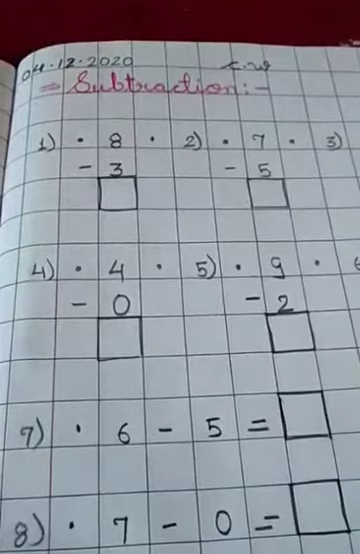 04.12.2020 C.W
⇒ Subtraction:-
1) · 8 · 2) · 7 · 3)
- 3 - 5
4) · 4 · 5) · 9 · 6
- 0 - 2
7) · 6 - 5 =
8) · 7 - 0 =